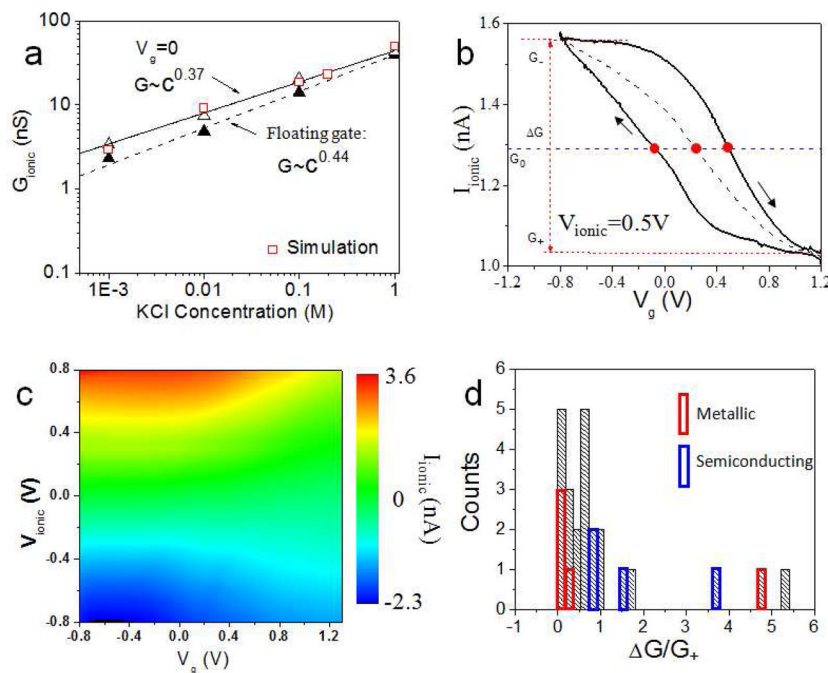 a
V_g=0
G~C^0.37
Floating gate:
G~C^0.44
Simulation
100
10
1
0.1
1E-3 0.01 0.1 1
KCl Concentration (M)
G_ionic (nS)
b
G_-
ΔG
G_0
G_+
V_ionic=0.5V
1.6
1.4
1.2
1.0
-1.2 -0.8 -0.4 0.0 0.4 0.8 1.2
V_g (V)
I_ionic (nA)
c
0.8
0.4
0.0
-0.4
-0.8
-0.8 -0.4 0.0 0.4 0.8 1.2
V_g (V)
V_ionic (V)
3.6
0
-2.3
I_ionic (nA)
d
Metallic
Semiconducting
6
5
4
3
2
1
0
-1 0 1 2 3 4 5 6
ΔG/G_+
Counts